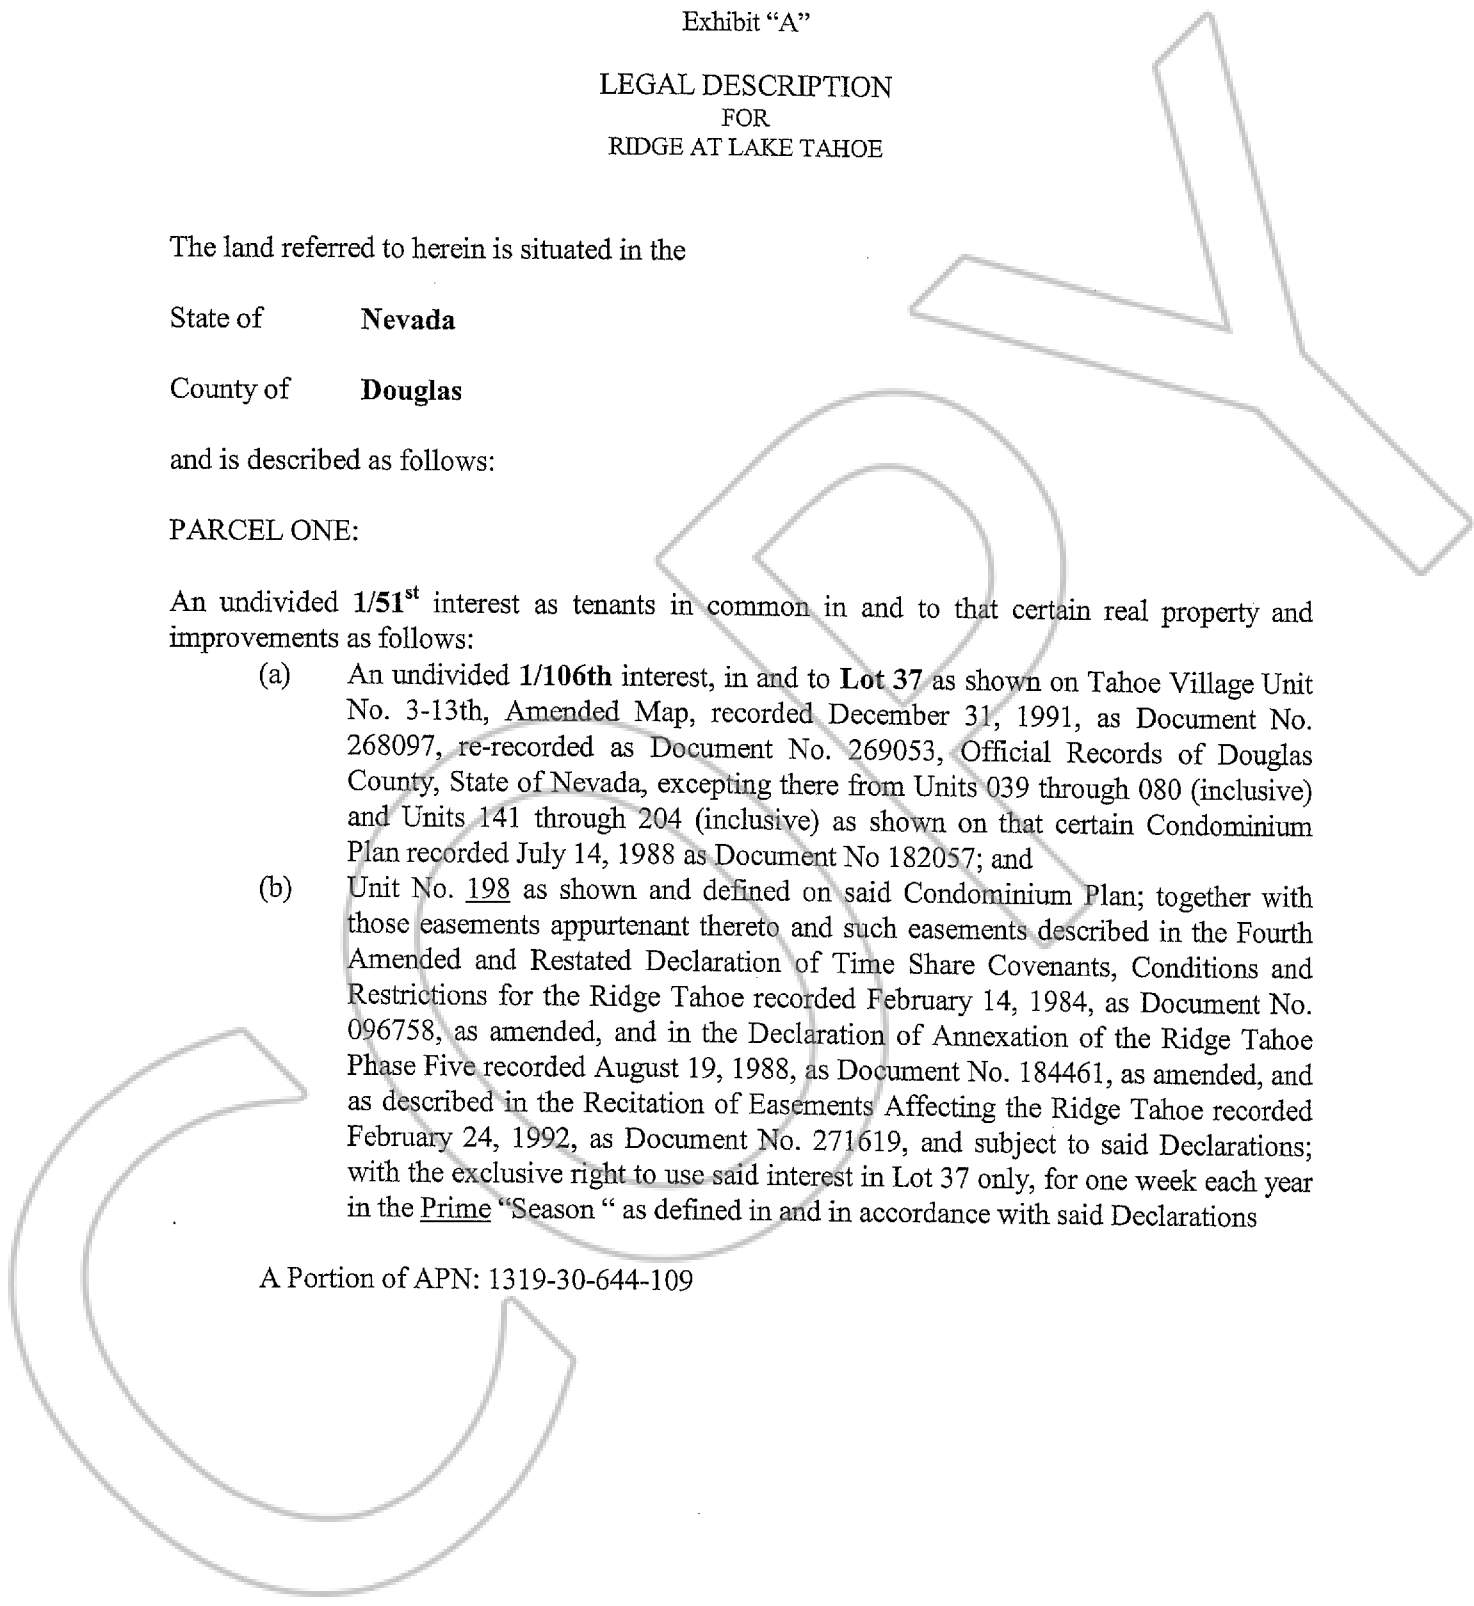 Exhibit “A”
LEGAL DESCRIPTION
FOR
RIDGE AT LAKE TAHOE
The land referred to herein is situated in the
State of Nevada
County of Douglas
and is described as follows:
PARCEL ONE:
An undivided 1/51st interest as tenants in common in and to that certain real property and
improvements as follows:
(a) An undivided 1/106th interest, in and to Lot 37 as shown on Tahoe Village Unit
No. 3-13th, Amended Map, recorded December 31, 1991, as Document No.
268097, re-recorded as Document No. 269053, Official Records of Douglas
County, State of Nevada, excepting there from Units 039 through 080 (inclusive)
and Units 141 through 204 (inclusive) as shown on that certain Condominium
Plan recorded July 14, 1988 as Document No 182057; and
(b) Unit No. 198 as shown and defined on said Condominium Plan; together with
those easements appurtenant thereto and such easements described in the Fourth
Amended and Restated Declaration of Time Share Covenants, Conditions and
Restrictions for the Ridge Tahoe recorded February 14, 1984, as Document No.
096758, as amended, and in the Declaration of Annexation of the Ridge Tahoe
Phase Five recorded August 19, 1988, as Document No. 184461, as amended, and
as described in the Recitation of Easements Affecting the Ridge Tahoe recorded
February 24, 1992, as Document No. 271619, and subject to said Declarations;
with the exclusive right to use said interest in Lot 37 only, for one week each year
in the Prime “Season “ as defined in and in accordance with said Declarations
A Portion of APN: 1319-30-644-109
COPY